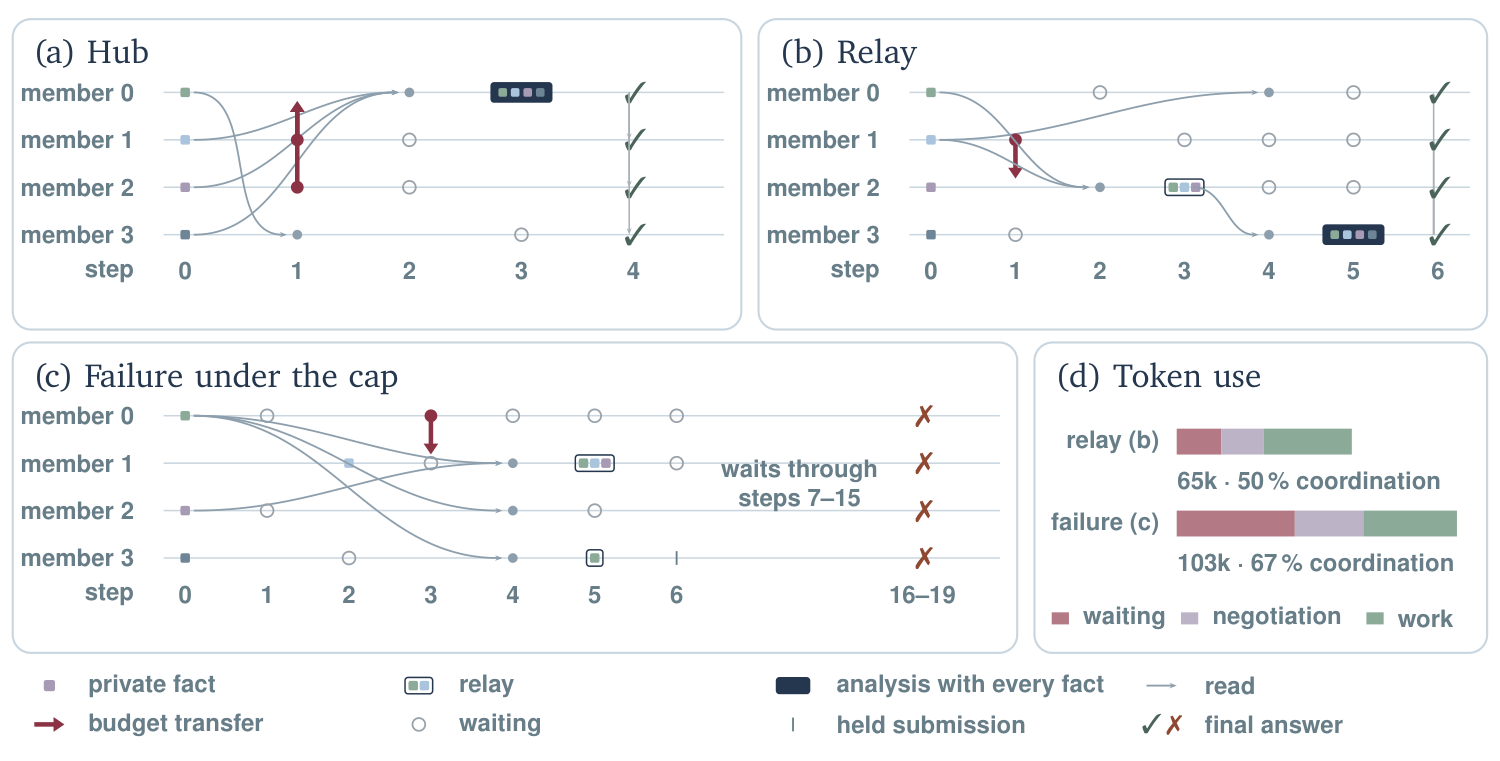 (a) Hub
member 0
member 1
member 2
member 3
step 0 1 2 3 4
(b) Relay
member 0
member 1
member 2
member 3
step 0 1 2 3 4 5 6
(c) Failure under the cap
member 0
member 1
waits through
steps 7–15
member 2
member 3
step 0 1 2 3 4 5 6 16–19
(d) Token use
relay (b)
65k · 50 % coordination
failure (c)
103k · 67 % coordination
waiting negotiation work
private fact relay analysis with every fact read
budget transfer waiting held submission final answer